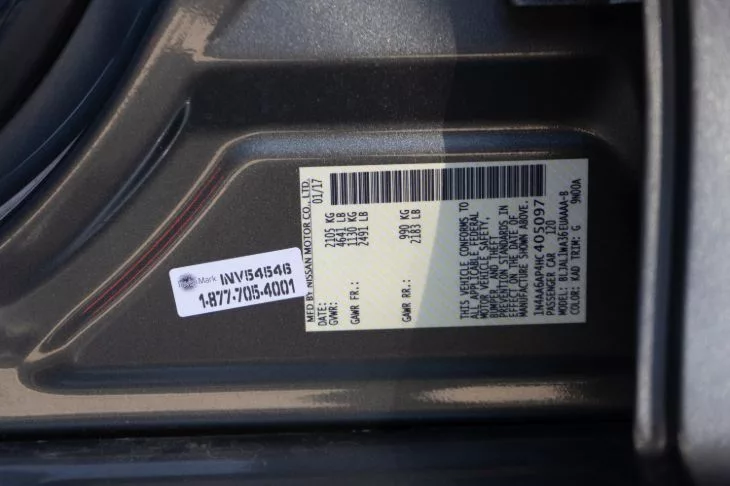 MFD BY NISSAN MOTOR CO., LTD.
DATE: 01/17
GVWR: 2105 KG
4641 LB
GAWR FR: 1130 KG
2491 LB
GAWR RR: 990 KG
2183 LB
THIS VEHICLE CONFORMS TO
ALL APPLICABLE FEDERAL
MOTOR VEHICLE SAFETY,
BUMPER, AND THEFT
PREVENTION STANDARDS IN
EFFECT ON THE DATE OF
MANUFACTURE SHOWN ABOVE.
1N4AA6AP4HC405097
PASSENGER CAR 120
COLOR: KAD TRIM: G 9N00A
Mark INV54546
1-877-705-4001